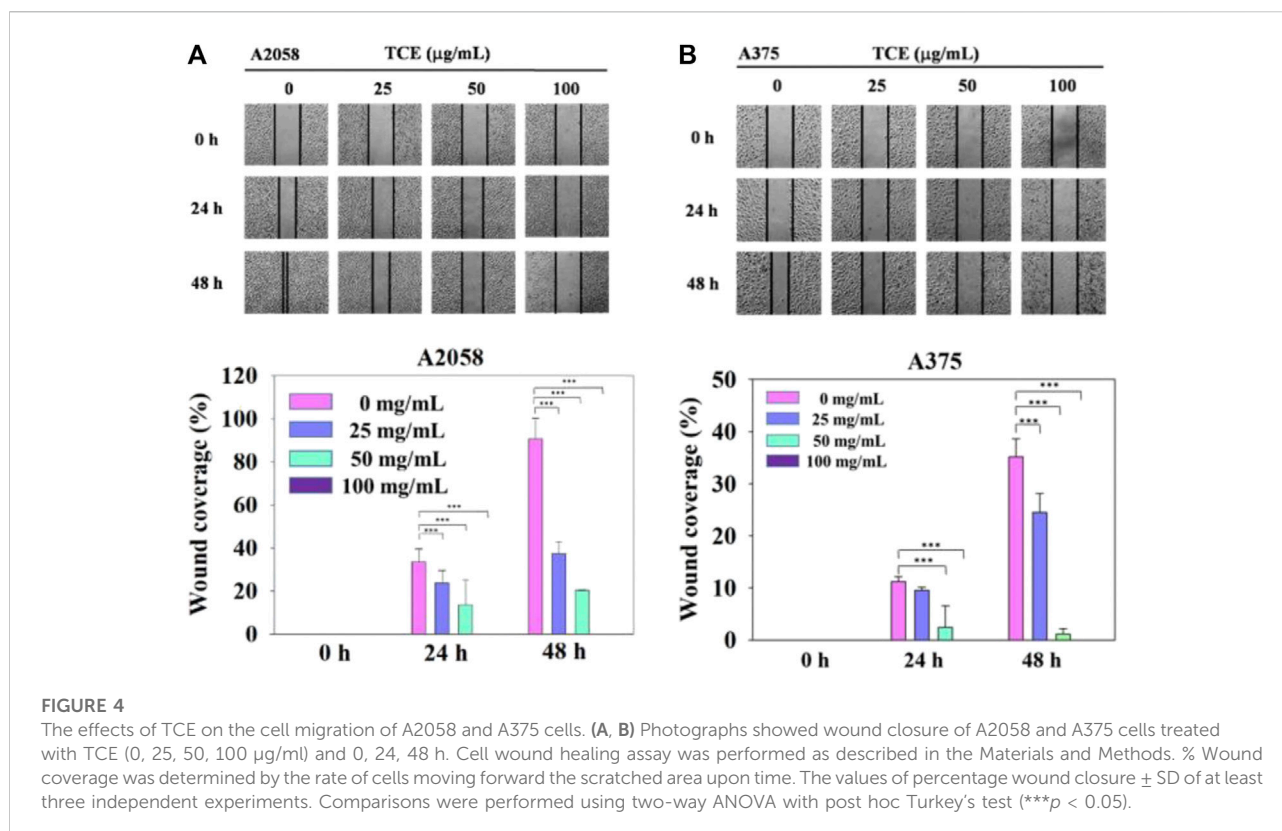 A
A2058 TCE (µg/mL)
0 25 50 100
0 h
24 h
48 h
A2058
Wound coverage (%)
120
100
80
60
40
20
0
0 mg/mL
25 mg/mL
50 mg/mL
100 mg/mL
***
***
***
***
***
***
0 h 24 h 48 h
B
A375 TCE (µg/mL)
0 25 50 100
0 h
24 h
48 h
A375
Wound coverage (%)
50
40
30
20
10
0
0 mg/mL
25 mg/mL
50 mg/mL
100 mg/mL
***
***
***
***
***
0 h 24 h 48 h
FIGURE 4
The effects of TCE on the cell migration of A2058 and A375 cells. (A, B) Photographs showed wound closure of A2058 and A375 cells treated
with TCE (0, 25, 50, 100 µg/ml) and 0, 24, 48 h. Cell wound healing assay was performed as described in the Materials and Methods. % Wound
coverage was determined by the rate of cells moving forward the scratched area upon time. The values of percentage wound closure ± SD of at least
three independent experiments. Comparisons were performed using two-way ANOVA with post hoc Turkey's test (***p < 0.05).